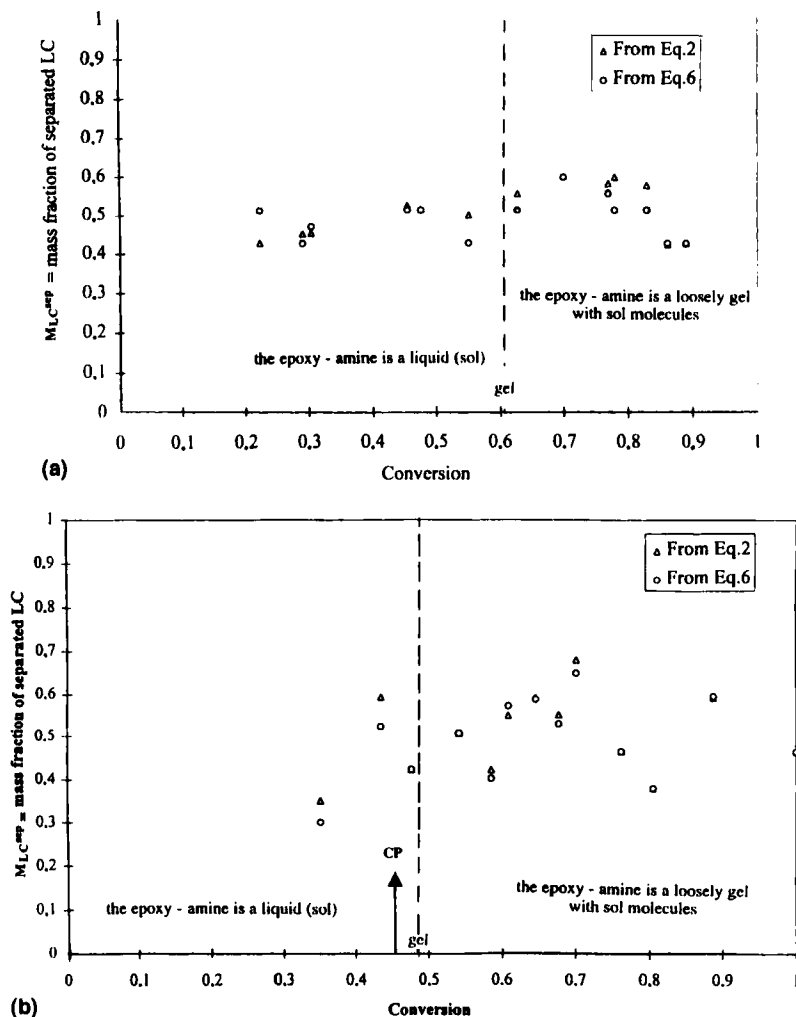 1
0,9
0,8
0,7
0,6
0,5
0,4
0,3
0,2
0,1
0
M_LC^sep = mass fraction of separated LC
△ From Eq.2
○ From Eq.6
the epoxy - amine is a liquid (sol)
the epoxy - amine is a loosely gel
with sol molecules
gel
0 0,1 0,2 0,3 0,4 0,5 0,6 0,7 0,8 0,9 1
Conversion
(a)
1
0,9
0,8
0,7
0,6
0,5
0,4
0,3
0,2
0,1
0
M_LC^sep = mass fraction of separated LC
△ From Eq.2
○ From Eq.6
CP
the epoxy - amine is a liquid (sol)
the epoxy - amine is a loosely gel
with sol molecules
gel
0 0,1 0,2 0,3 0,4 0,5 0,6 0,7 0,8 0,9 1
Conversion
(b)